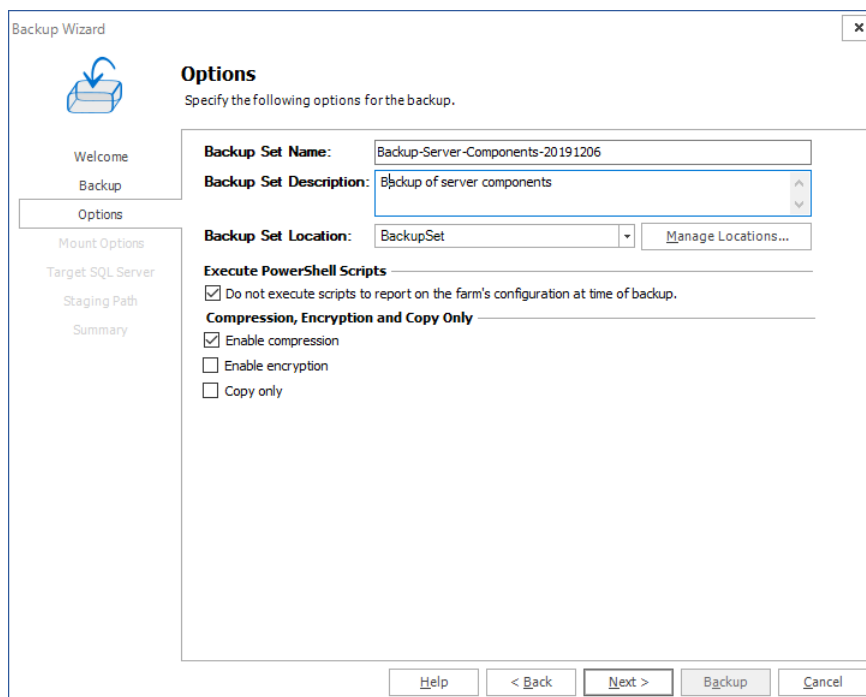 Backup Wizard
Options
Specify the following options for the backup.
Welcome
Backup
Options
Mount Options
Target SQL Server
Staging Path
Summary
Backup Set Name: Backup-Server-Components-20191206
Backup Set Description: Backup of server components
Backup Set Location: BackupSet Manage Locations...
Execute PowerShell Scripts
Do not execute scripts to report on the farm's configuration at time of backup.
Compression, Encryption and Copy Only
Enable compression
Enable encryption
Copy only
Help < Back Next > Backup Cancel